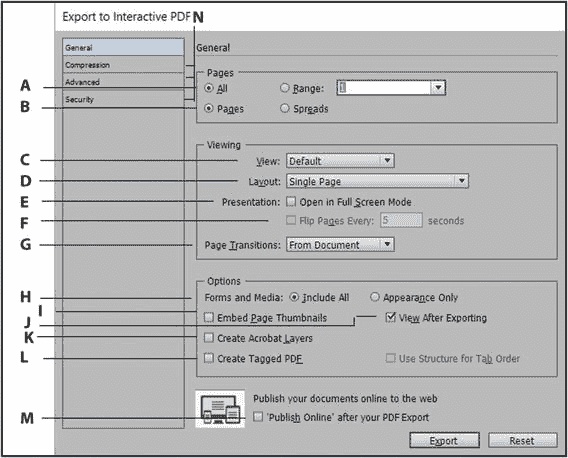 Export to Interactive PDF N
General
General
Compression
Advanced
Security
Pages
A All Range: 1
B Pages Spreads
Viewing
C View: Default
D Layout: Single Page
E Presentation: Open in Full Screen Mode
F Flip Pages Every: 5 seconds
G Page Transitions: From Document
Options
H Forms and Media: Include All Appearance Only
I Embed Page Thumbnails View After Exporting
J
K Create Acrobat Layers
L Create Tagged PDF Use Structure for Tab Order
Publish your documents online to the web
M 'Publish Online' after your PDF Export
Export Reset